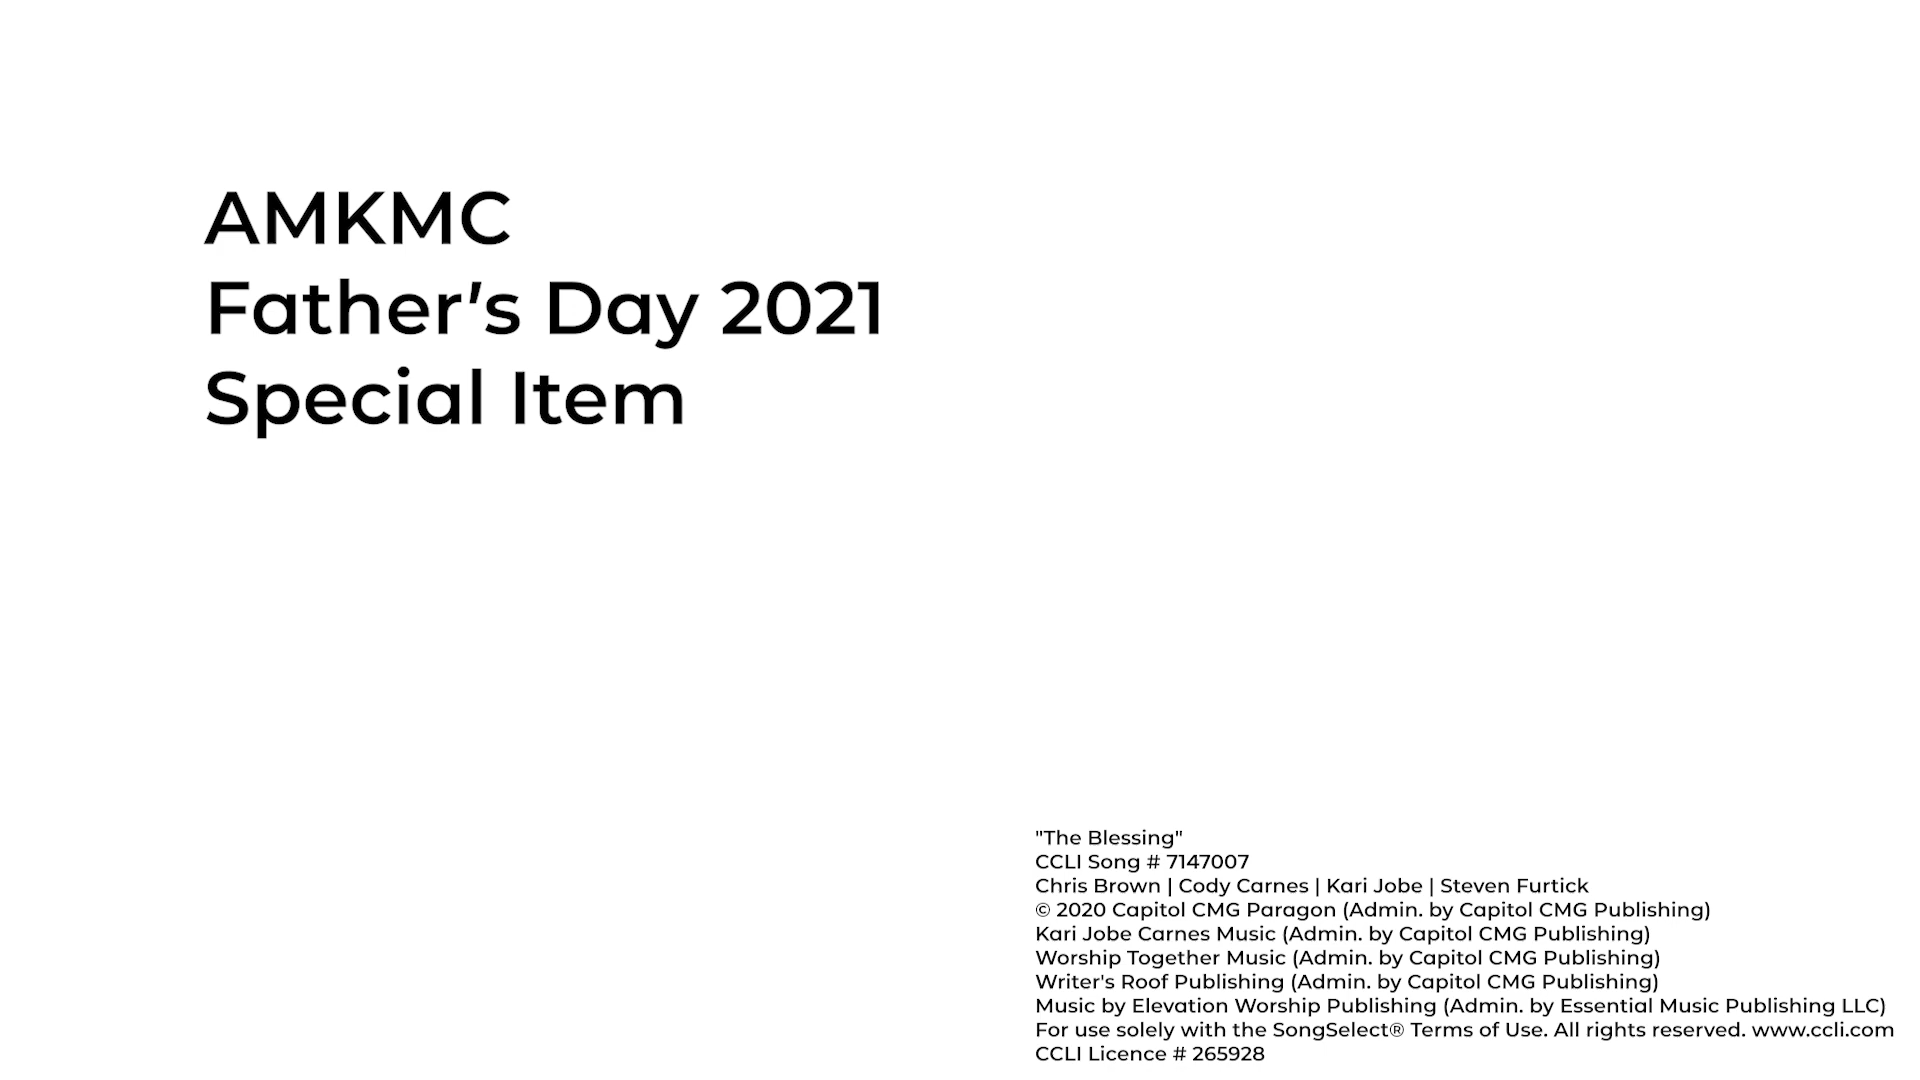 AMKMC
Father's Day 2021
Special Item
"The Blessing"
CCLI Song # 7147007
Chris Brown | Cody Carnes | Kari Jobe | Steven Furtick
© 2020 Capitol CMG Paragon (Admin. by Capitol CMG Publishing)
Kari Jobe Carnes Music (Admin. by Capitol CMG Publishing)
Worship Together Music (Admin. by Capitol CMG Publishing)
Writer's Roof Publishing (Admin. by Capitol CMG Publishing)
Music by Elevation Worship Publishing (Admin. by Essential Music Publishing LLC)
For use solely with the SongSelect® Terms of Use. All rights reserved. www.ccli.com
CCLI Licence # 265928